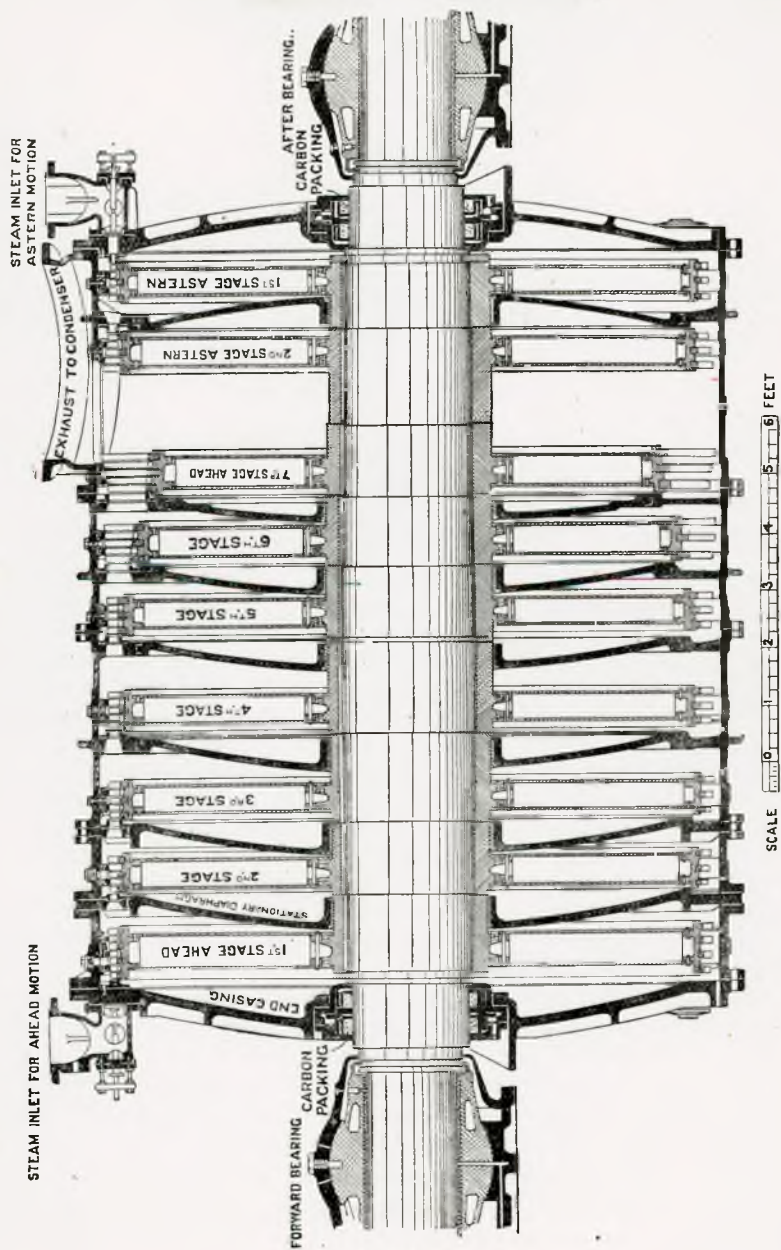 STEAM INLET FOR AHEAD MOTION
STEAM INLET FOR
ASTERN MOTION
EXHAUST TO CONDENSER
FORWARD BEARING
CARBON
PACKING
END CASING
1ST STAGE AHEAD
STATIONARY DIAPHRAGM
2ND STAGE
3RD STAGE
4TH STAGE
5TH STAGE
6TH STAGE
7TH STAGE AHEAD
2ND STAGE ASTERN
1ST STAGE ASTERN
AFTER BEARING..
CARBON
PACKING
SCALE
0 1 2 3 4 5 6 FEET